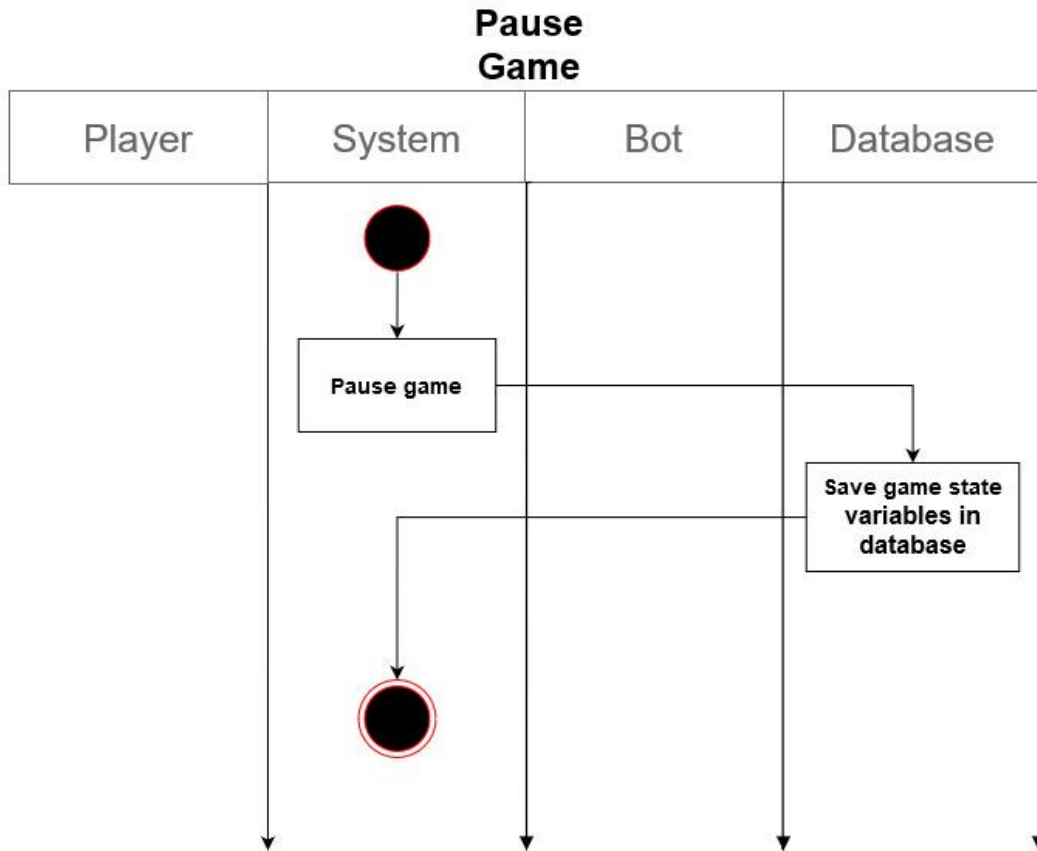 Pause
Game
Player
System
Bot
Database
Pause game
Save game state
variables in
database